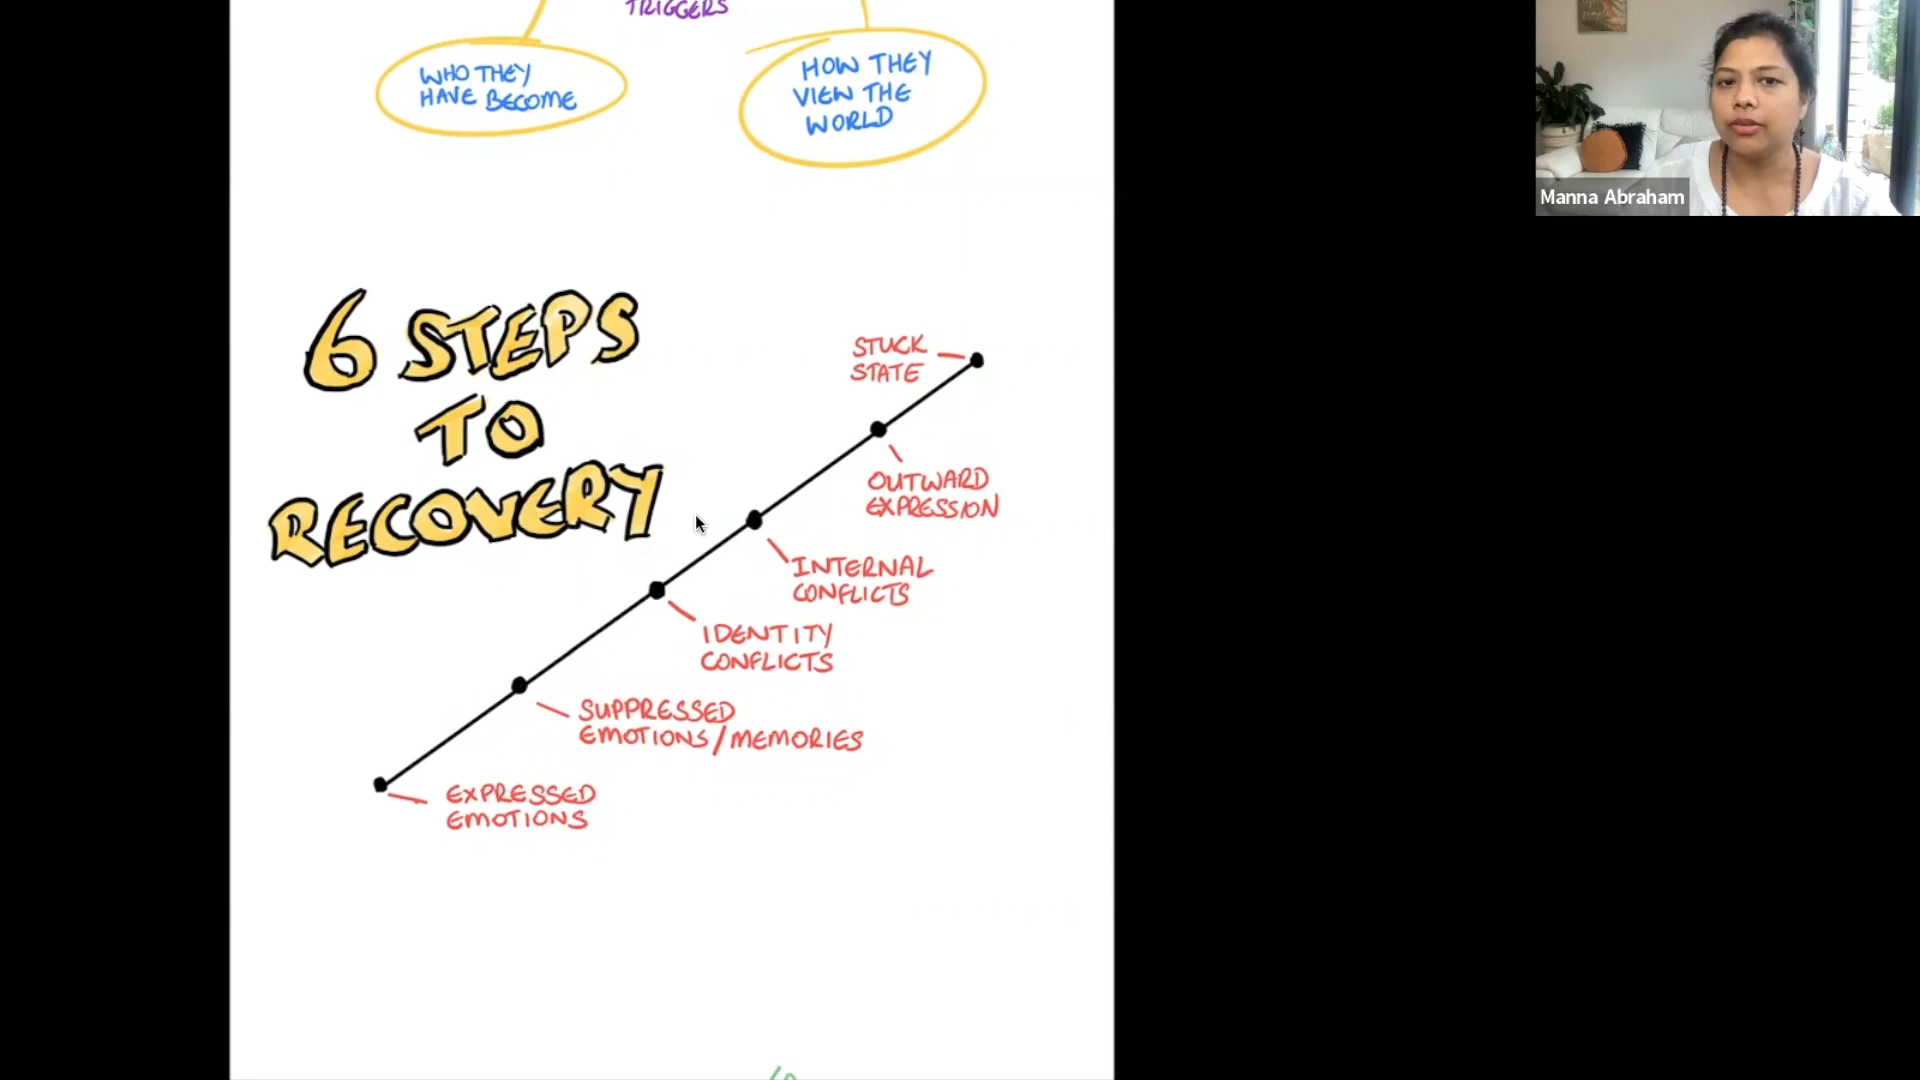 TRIGGERS
WHO THEY
HAVE BECOME
HOW THEY
VIEW THE
WORLD
Manna Abraham
6 STEPS
TO
RECOVERY
STUCK
STATE
OUTWARD
EXPRESSION
INTERNAL
CONFLICTS
IDENTITY
CONFLICTS
SUPPRESSED
EMOTIONS/MEMORIES
EXPRESSED
EMOTIONS